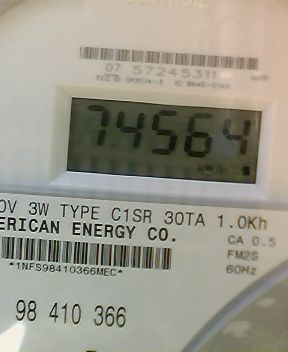 07 57245311
74564
0V 3W TYPE C1SR 30TA 1.0Kh
ERICAN ENERGY CO.
CA 0.5
FM2S
*1NFS98410366MEC*
60Hz
98 410 366